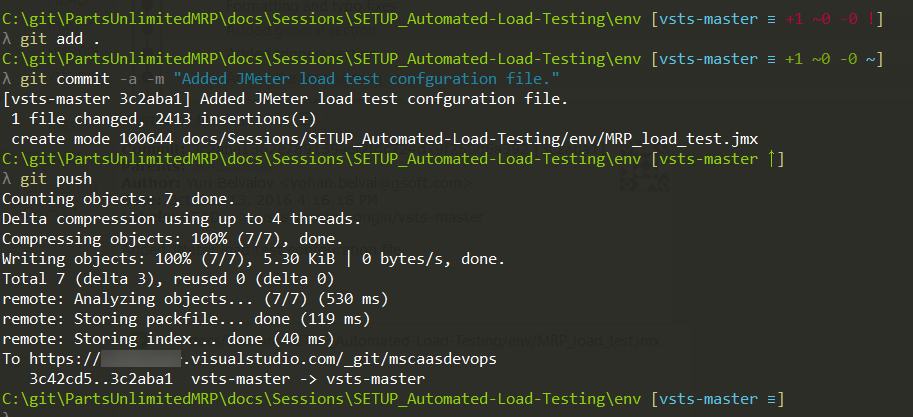 C:\git\PartsUnlimitedMRP\docs\Sessions\SETUP_Automated-Load-Testing\env [vsts-master ≡ +1 ~0 -0 !]
λ git add .
C:\git\PartsUnlimitedMRP\docs\Sessions\SETUP_Automated-Load-Testing\env [vsts-master ≡ +1 ~0 -0 ~]
λ git commit -a -m "Added JMeter load test confguration file."
[vsts-master 3c2aba1] Added JMeter load test confguration file.
1 file changed, 2413 insertions(+)
create mode 100644 docs/Sessions/SETUP_Automated-Load-Testing/env/MRP_load_test.jmx
C:\git\PartsUnlimitedMRP\docs\Sessions\SETUP_Automated-Load-Testing\env [vsts-master ↑]
λ git push
Counting objects: 7, done.
Delta compression using up to 4 threads.
Compressing objects: 100% (7/7), done.
Writing objects: 100% (7/7), 5.30 KiB | 0 bytes/s, done.
Total 7 (delta 3), reused 0 (delta 0)
remote: Analyzing objects... (7/7) (530 ms)
remote: Storing packfile... done (119 ms)
remote: Storing index... done (40 ms)
To https://.visualstudio.com/_git/mscaasdevops
3c42cd5..3c2aba1 vsts-master -> vsts-master
C:\git\PartsUnlimitedMRP\docs\Sessions\SETUP_Automated-Load-Testing\env [vsts-master ≡]